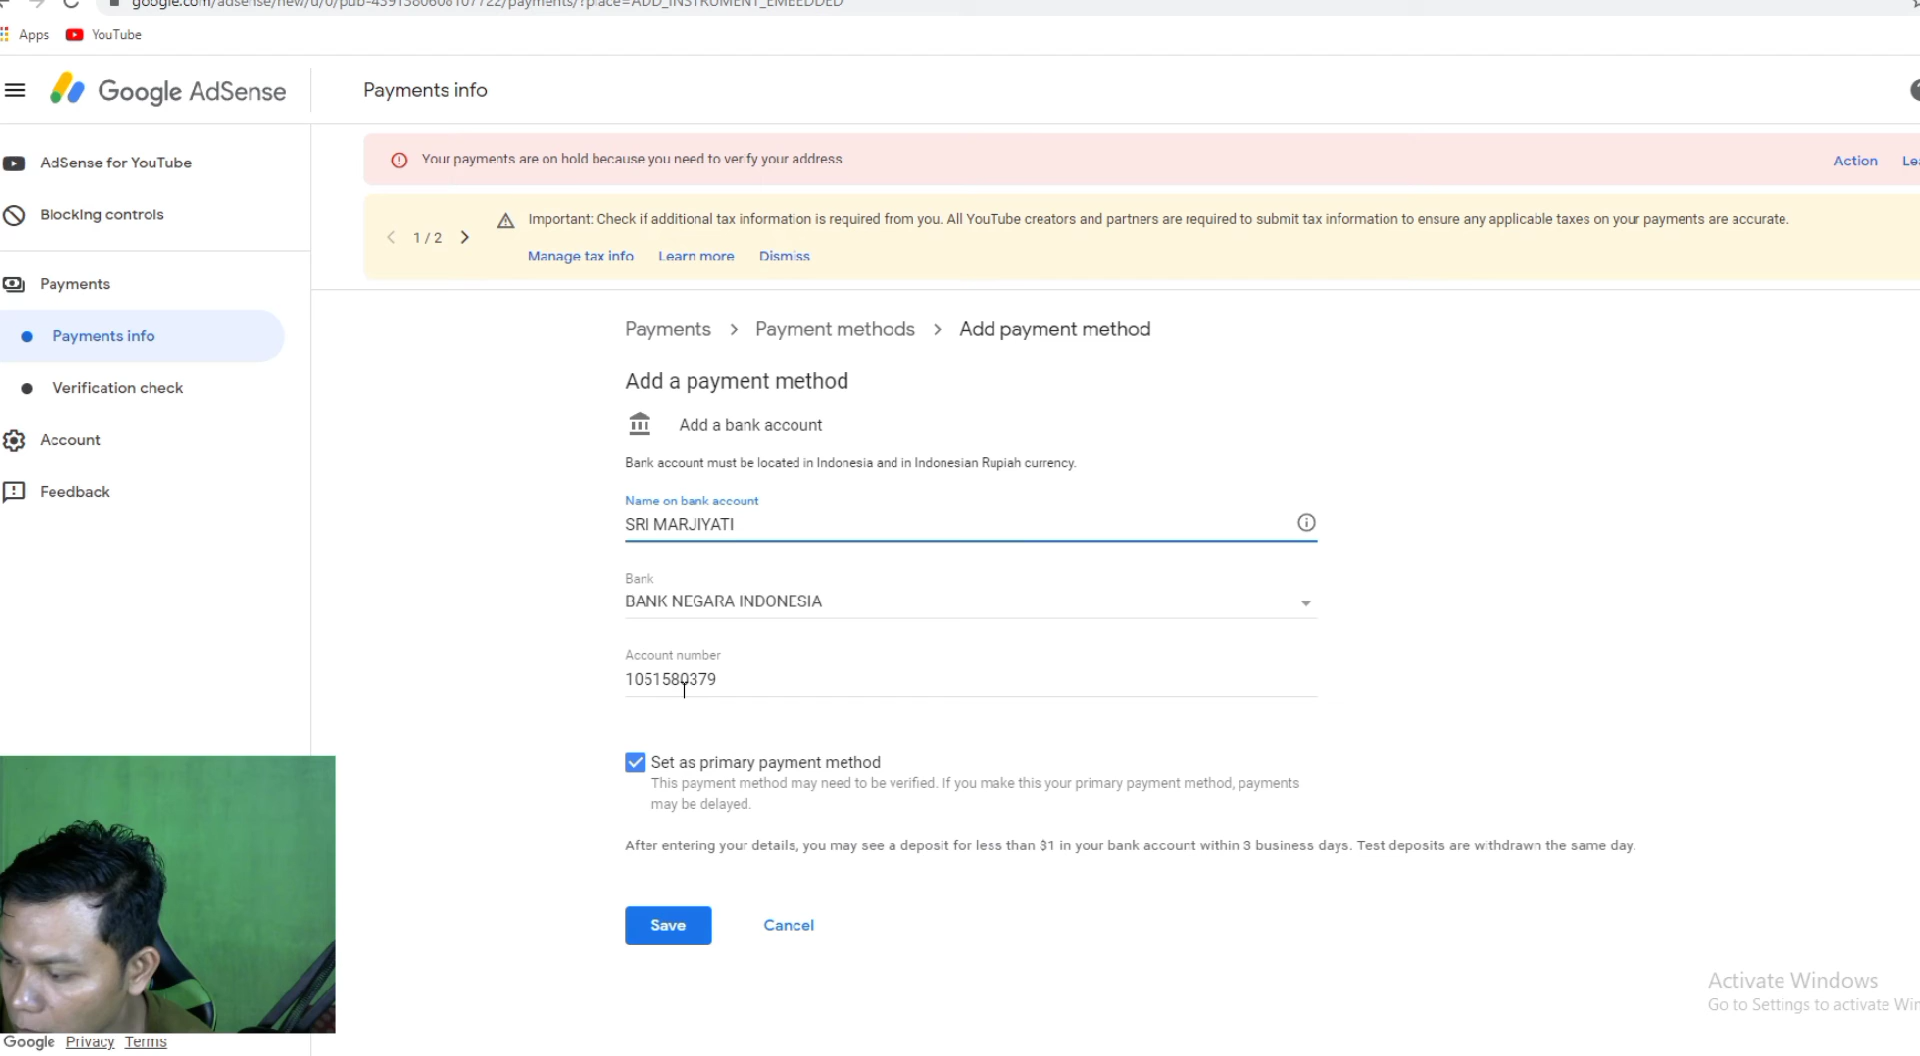 Apps YouTube
Google AdSense
Payments info
AdSense for YouTube
Blocking controls
Payments
Payments info
Verification check
Account
Feedback
Your payments are on hold because you need to verify your address
Action
1 / 2
Important: Check if additional tax information is required from you. All YouTube creators and partners are required to submit tax information to ensure any applicable taxes on your payments are accurate.
Manage tax info Learn more Dismiss
Payments > Payment methods > Add payment method
Add a payment method
Add a bank account
Bank account must be located in Indonesia and in Indonesian Rupiah currency.
Name on bank account
SRI MARJIYATI
Bank
BANK NEGARA INDONESIA
Account number
1051580379
Set as primary payment method
This payment method may need to be verified. If you make this your primary payment method, payments
may be delayed.
After entering your details, you may see a deposit for less than $1 in your bank account within 3 business days. Test deposits are withdrawn the same day.
Save Cancel
Activate Windows
Go to Settings to activate
Google Privacy Terms